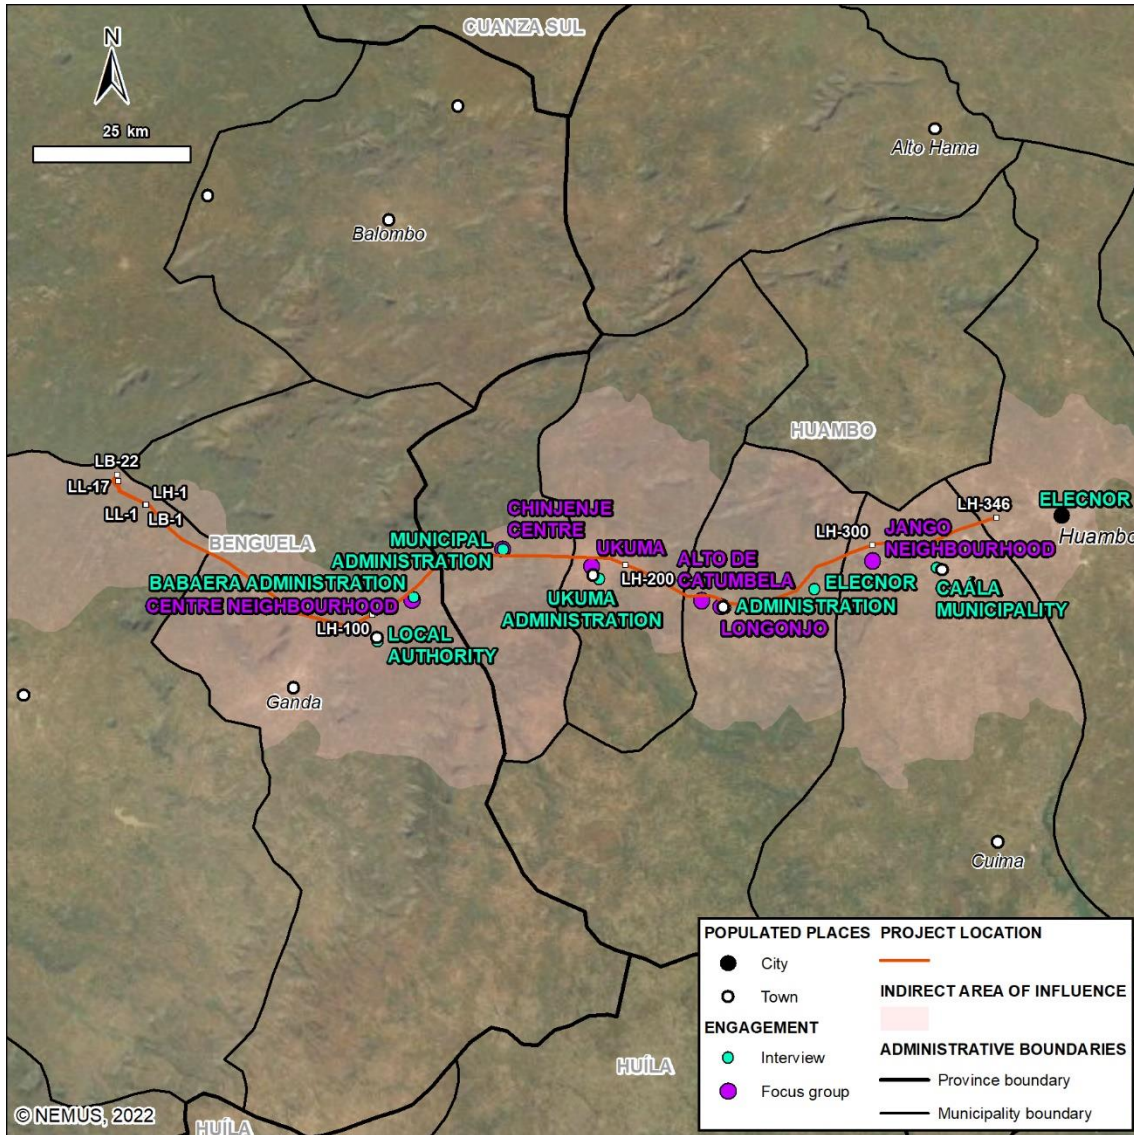 CUANZA SUL
N
25 km
Alto Hama
Balombo
HUAMBO
LB-22
LL-17
LH-1
LL-1
LB-1
BENGUELA
CHINJENJE
CENTRE
MUNICIPAL
ADMINISTRATION
BABAERA ADMINISTRATION
CENTRE NEIGHBOURHOOD
LH-100
LOCAL
AUTHORITY
Ganda
UKUMA
LH-200
UKUMA
ADMINISTRATION
ALTO DE
CATUMBELA
ADMINISTRATION
LONGONJO
LH-300
ELECNOR
JANGO
NEIGHBOURHOOD
LH-346
ELECNOR
Huambo
CAÁLA
MUNICIPALITY
Cuima
HUÍLA
HUÍLA
© NEMUS, 2022
POPULATED PLACES
City
Town
ENGAGEMENT
Interview
Focus group
PROJECT LOCATION
INDIRECT AREA OF INFLUENCE
ADMINISTRATIVE BOUNDARIES
Province boundary
Municipality boundary